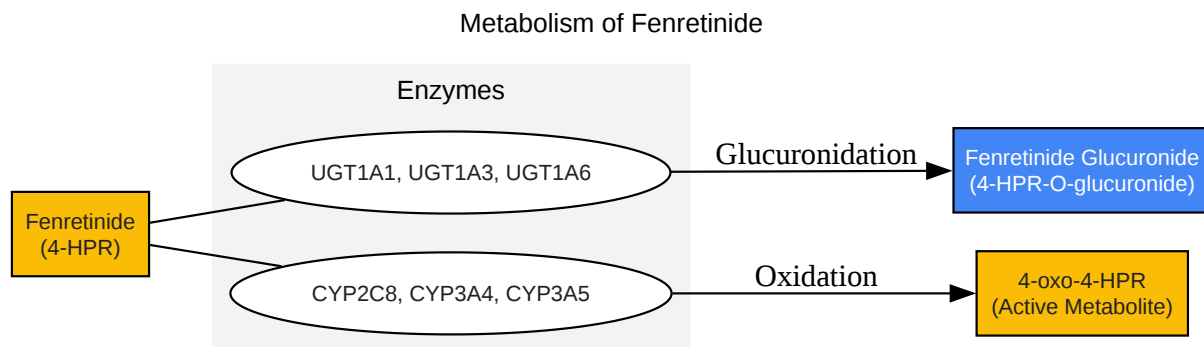 Metabolism of Fenretinide
Enzymes
UGT1A1, UGT1A3, UGT1A6
Glucuronidation
Fenretinide Glucuronide
(4-HPR-O-glucuronide)
Fenretinide
(4-HPR)
CYP2C8, CYP3A4, CYP3A5
Oxidation
4-oxo-4-HPR
(Active Metabolite)